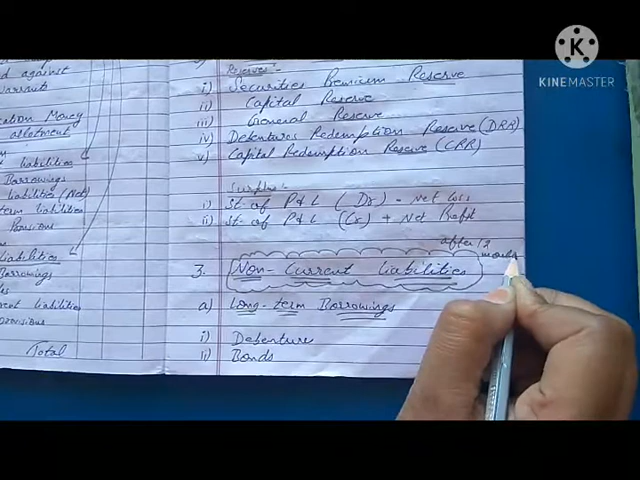 d against
warrants
cation Money
allotment
liabilities
Borrowings
liabilities (Net)
term liabilities
Provisions
liabilities
Borrowings
les
rent liabilities
provisions
Total
Reserves:-
i) Securities Premium Reserve
ii) Capital Reserve
iii) General Reserve
iv) Debentures Redemption Reserve (DRR)
v) Capital Redemption Reserve (CRR)
Surplus:
i) St. of P&L (Dr) - Net loss
ii) St. of P&L (Cr) + Net Profit
after 12
months
3. Non-Current liabilities
a) Long-term Borrowings
i) Debenture
ii) Bonds
K
KINEMASTER